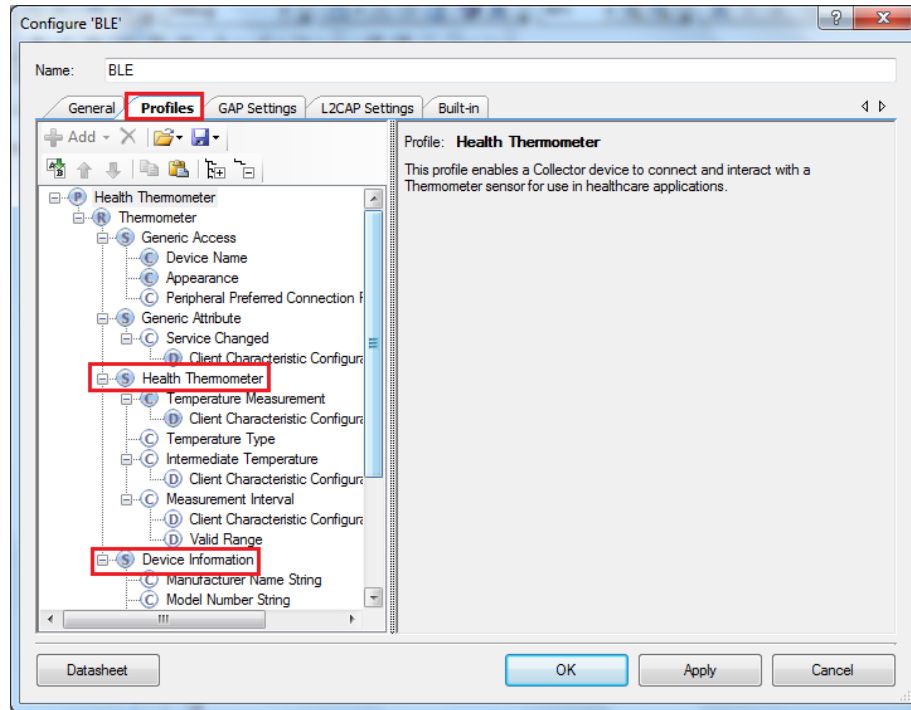 Configure 'BLE'
Name: BLE
General Profiles GAP Settings L2CAP Settings Built-in
Add
Profile: Health Thermometer
This profile enables a Collector device to connect and interact with a
Thermometer sensor for use in healthcare applications.
P Health Thermometer
R Thermometer
S Generic Access
C Device Name
C Appearance
C Peripheral Preferred Connection
S Generic Attribute
C Service Changed
D Client Characteristic Configura
S Health Thermometer
C Temperature Measurement
D Client Characteristic Configura
C Temperature Type
C Intermediate Temperature
D Client Characteristic Configura
C Measurement Interval
D Client Characteristic Configura
D Valid Range
S Device Information
C Manufacturer Name String
C Model Number String
Datasheet OK Apply Cancel